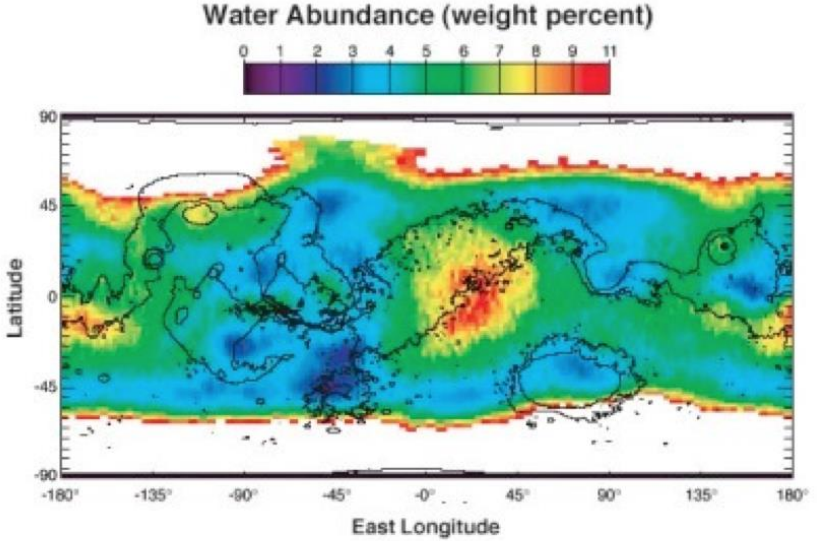 Water Abundance (weight percent)
0 1 2 3 4 5 6 7 8 9 11
90
45
0
-45
-90
Latitude
-180° -135° -90° -45° -0° 45° 90° 135° 180°
East Longitude